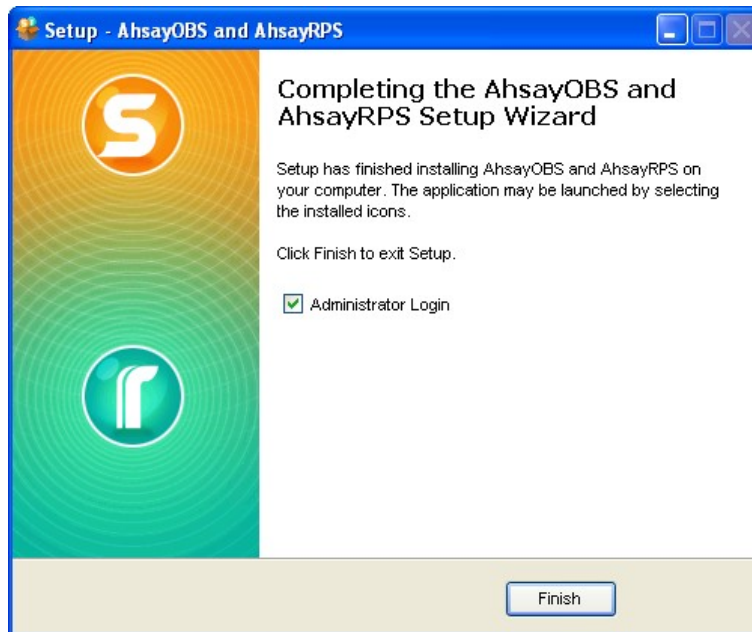 Setup - AhsayOBS and AhsayRPS
Completing the AhsayOBS and
AhsayRPS Setup Wizard
Setup has finished installing AhsayOBS and AhsayRPS on
your computer. The application may be launched by selecting
the installed icons.
Click Finish to exit Setup.
Administrator Login
Finish